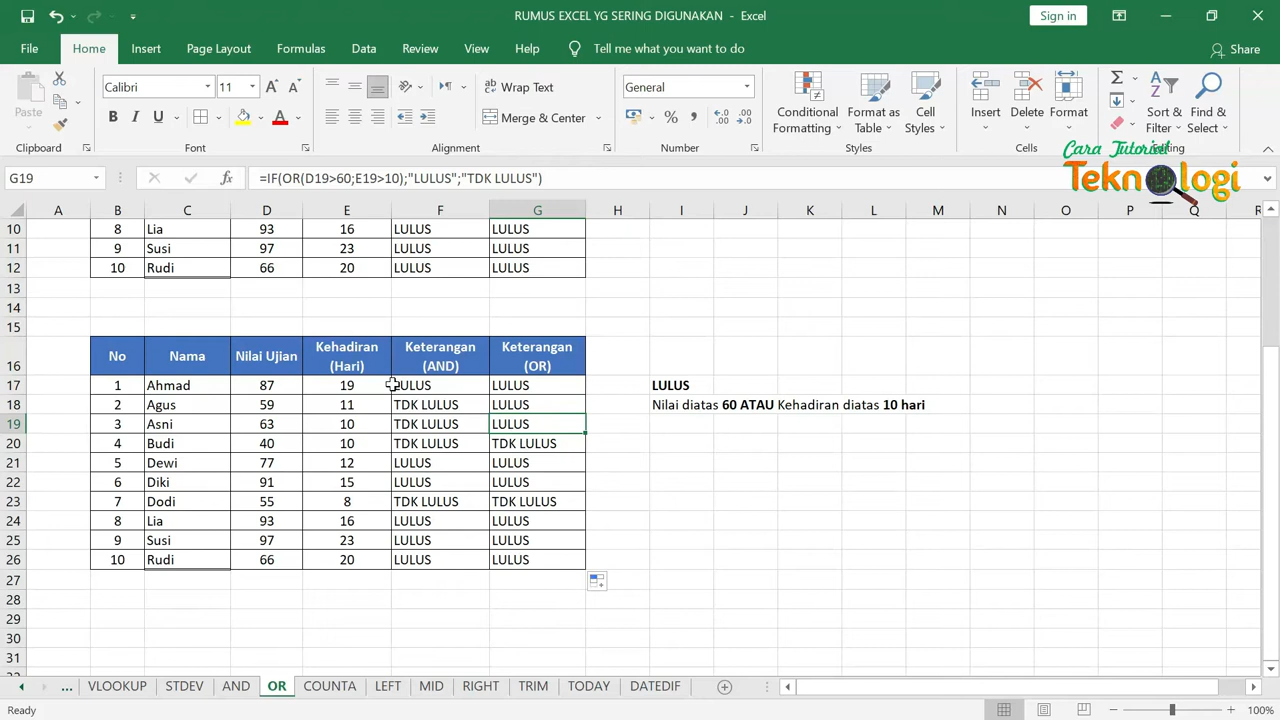 RUMUS EXCEL YG SERING DIGUNAKAN - Excel
Sign in
File Home Insert Page Layout Formulas Data Review View Help Tell me what you want to do Share
Paste
Calibri 11
Wrap Text
General
Merge & Center
Conditional Formatting
Format as Table
Cell Styles
Insert
Delete
Format
Sort & Filter
Find & Select
Clipboard Font Alignment Number Styles Cells Editing
Cara Tutorial
Teknologi
G19 fx =IF(OR(D19>60;E19>10);"LULUS";"TDK LULUS")
A B C D E F G H I J K L M N O P Q R
10 8 Lia 93 16 LULUS LULUS
11 9 Susi 97 23 LULUS LULUS
12 10 Rudi 66 20 LULUS LULUS
13
14
15
16 No Nama Nilai Ujian Kehadiran (Hari) Keterangan (AND) Keterangan (OR)
17 1 Ahmad 87 19 LULUS LULUS LULUS
18 2 Agus 59 11 TDK LULUS LULUS Nilai diatas 60 ATAU Kehadiran diatas 10 hari
19 3 Asni 63 10 TDK LULUS LULUS
20 4 Budi 40 10 TDK LULUS TDK LULUS
21 5 Dewi 77 12 LULUS LULUS
22 6 Diki 91 15 LULUS LULUS
23 7 Dodi 55 8 TDK LULUS TDK LULUS
24 8 Lia 93 16 LULUS LULUS
25 9 Susi 97 23 LULUS LULUS
26 10 Rudi 66 20 LULUS LULUS
27
28
29
30
31
... VLOOKUP STDEV AND OR COUNTA LEFT MID RIGHT TRIM TODAY DATEDIF
Ready 100%